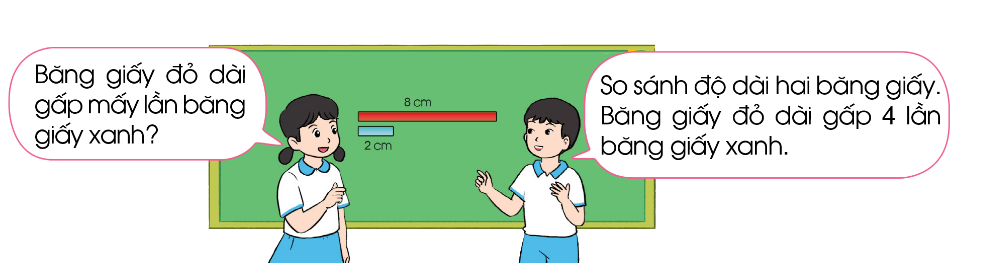 Băng giấy đỏ dài
gấp mấy lần băng
giấy xanh?
8 cm
2 cm
So sánh độ dài hai băng giấy.
Băng giấy đỏ dài gấp 4 lần
băng giấy xanh.